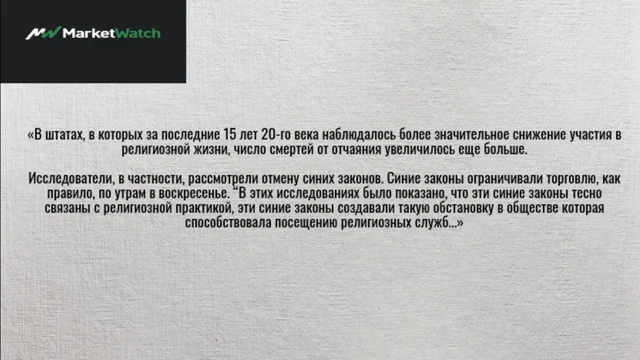 MarketWatch
«В штатах, в которых за последние 15 лет 20-го века наблюдалось более значительное снижение участия в
религиозной жизни, число смертей от отчаяния увеличилось еще больше.
Исследователи, в частности, рассмотрели отмену синих законов. Синие законы ограничивали торговлю, как
правило, по утрам в воскресенье. “В этих исследованиях было показано, что эти синие законы тесно
связаны с религиозной практикой, эти синие законы создавали такую обстановку в обществе которая
способствовала посещению религиозных служб...»